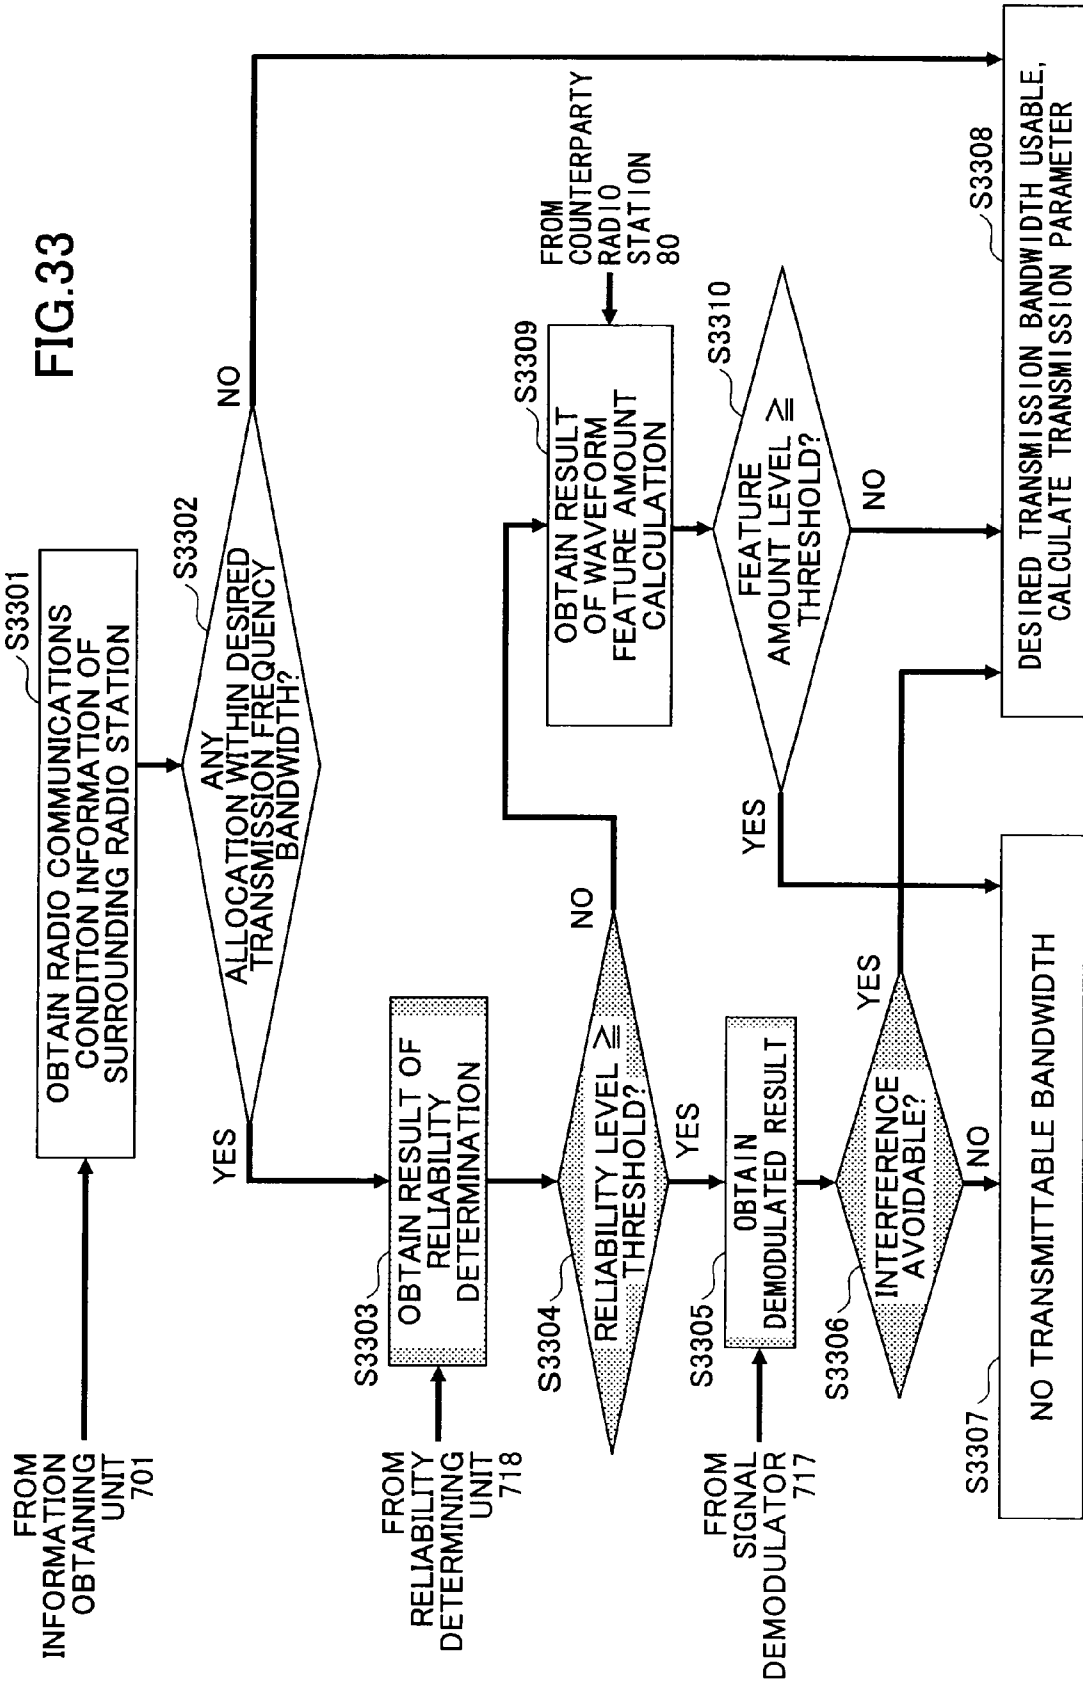 FIG.33
FROM
INFORMATION
OBTAINING
UNIT
701
S3301
OBTAIN RADIO COMMUNICATIONS
CONDITION INFORMATION OF
SURROUNDING RADIO STATION
S3302
ANY
ALLOCATION WITHIN DESIRED
TRANSMISSION FREQUENCY
BANDWIDTH?
YES
NO
FROM
RELIABILITY
DETERMINING
UNIT
718
S3303
OBTAIN RESULT OF
RELIABILITY
DETERMINATION
S3304
RELIABILITY LEVEL ≧
THRESHOLD?
NO
YES
FROM
SIGNAL
DEMODULATOR
717
S3305
OBTAIN
DEMODULATED RESULT
S3306
INTERFERENCE
AVOIDABLE?
YES
NO
S3307
NO TRANSMITTABLE BANDWIDTH
FROM
COUNTERPARTY
RADIO
STATION
80
S3309
OBTAIN RESULT
OF WAVEFORM
FEATURE AMOUNT
CALCULATION
S3310
FEATURE
AMOUNT LEVEL ≧
THRESHOLD?
YES
NO
S3308
DESIRED TRANSMISSION BANDWIDTH USABLE,
CALCULATE TRANSMISSION PARAMETER